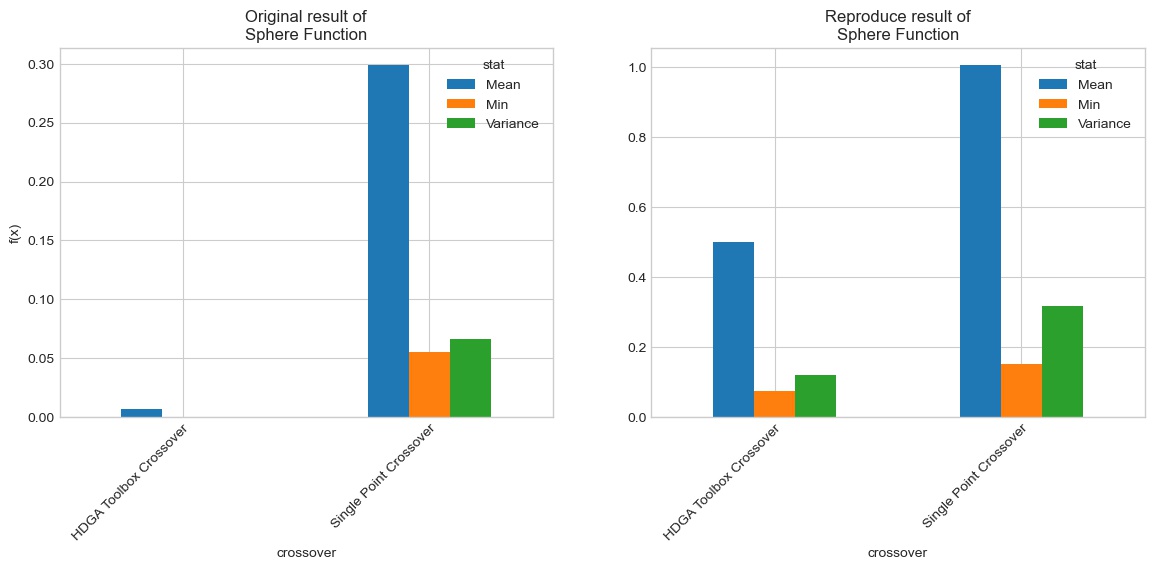 Original result of
Sphere Function
0.30
0.25
0.20
0.15
0.10
0.05
0.00
f(x)
stat
Mean
Min
Variance
HDGA Toolbox Crossover
Single Point Crossover
crossover
Reproduce result of
Sphere Function
1.0
0.8
0.6
0.4
0.2
0.0
stat
Mean
Min
Variance
HDGA Toolbox Crossover
Single Point Crossover
crossover